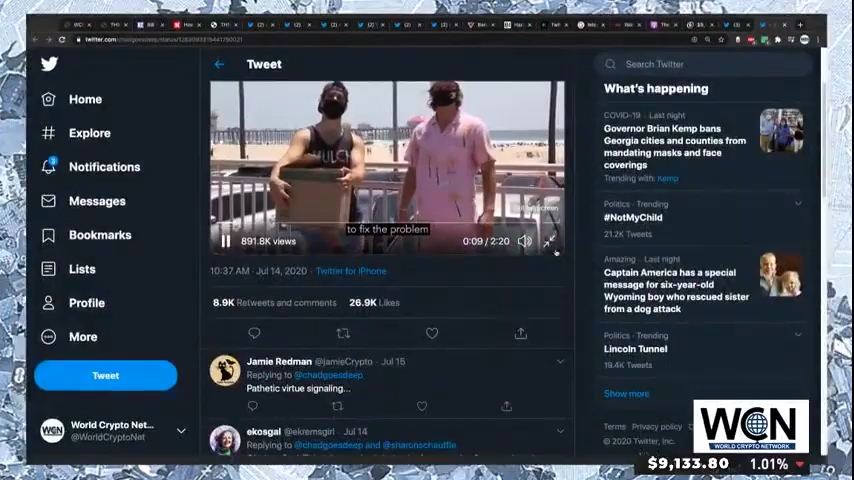 twitter.com/chadgoesdeep/status/
Home
Explore
Notifications
Messages
Bookmarks
Lists
Profile
More
Tweet
World Crypto Net...
@WorldCryptoNet
Tweet
to fix the problem
891.8K views
0:09 / 2:20
10:37 AM · Jul 14, 2020 · Twitter for iPhone
8.9K Retweets and comments 26.9K Likes
Jamie Redman @jamieCrypto · Jul 15
Replying to @chadgoesdeep
Pathetic virtue signaling...
ekosgal @ekremsgirl · Jul 14
Replying to @chadgoesdeep and @sharonschauffle
Search Twitter
What's happening
COVID-19 · Last night
Governor Brian Kemp bans
Georgia cities and counties from
mandating masks and face
coverings
Trending with: Kemp
Politics · Trending
#NotMyChild
21.2K Tweets
Amazing · Last night
Captain America has a special
message for six-year-old
Wyoming boy who rescued sister
from a dog attack
Politics · Trending
Lincoln Tunnel
19.4K Tweets
Show more
Terms Privacy policy
© 2020 Twitter, Inc.
WCN
WORLD CRYPTO NETWORK
$9,133.80 1.01%